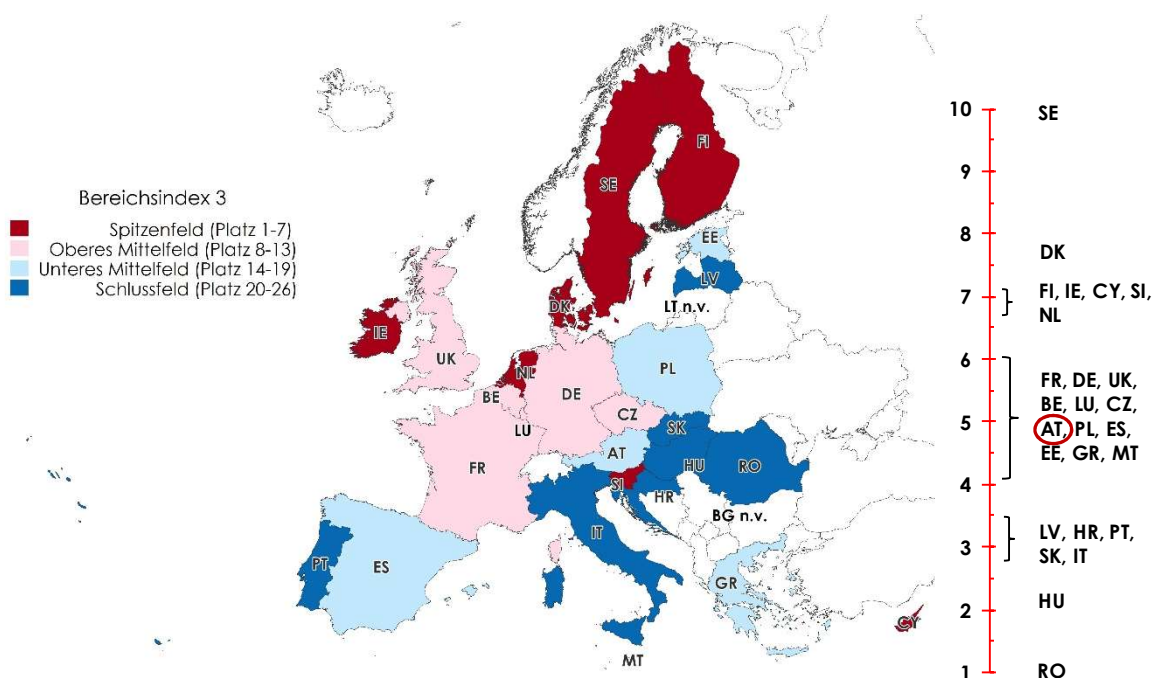 Bereichsindex 3
Spitzenfeld (Platz 1-7)
Oberes Mittelfeld (Platz 8-13)
Unteres Mittelfeld (Platz 14-19)
Schlussfeld (Platz 20-26)
FI
SE
EE
LV
DK
LT n.v.
IE
UK
NL
PL
BE
DE
CZ
LU
SK
AT
FR
HU
RO
SI
HR
BG n.v.
IT
PT
ES
GR
CY
MT
10
9
8
7
6
5
4
3
2
1
SE
DK
FI, IE, CY, SI,
NL
FR, DE, UK,
BE, LU, CZ,
AT, PL, ES,
EE, GR, MT
LV, HR, PT,
SK, IT
HU
RO